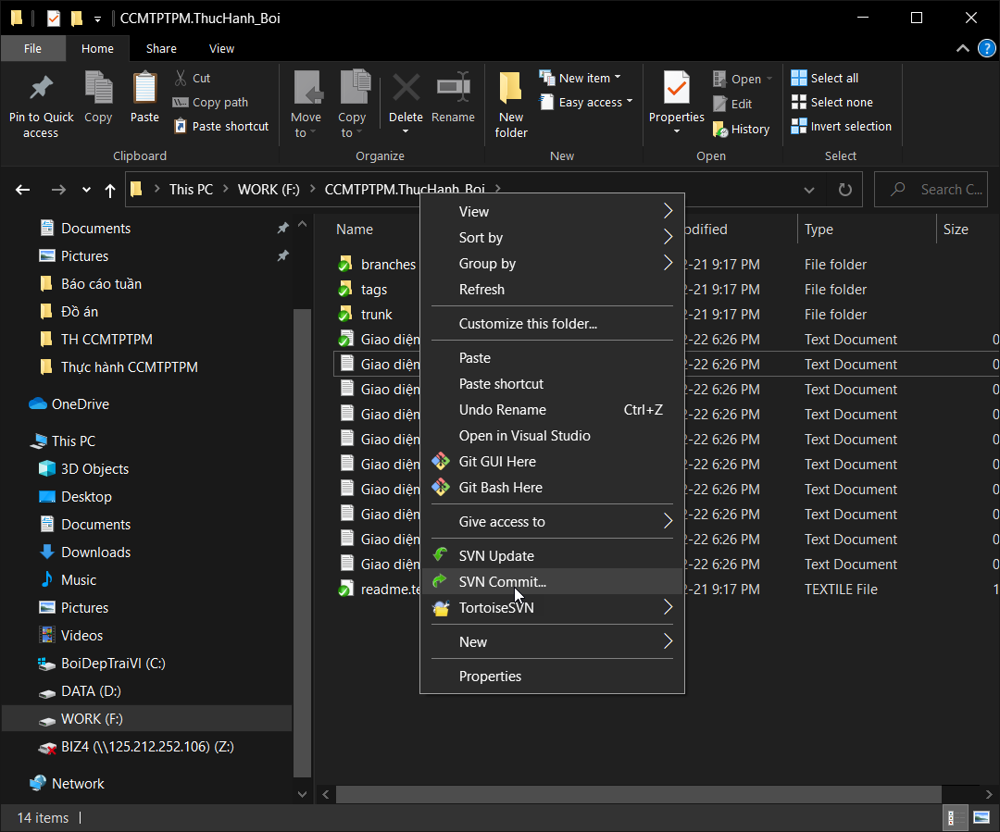 CCMTPTPM.ThucHanh_Boi
File Home Share View
Pin to Quick access
Copy
Paste
Cut
Copy path
Paste shortcut
Clipboard
Move to
Copy to
Delete
Rename
Organize
New folder
New item
Easy access
New
Properties
Open
Edit
History
Open
Select all
Select none
Invert selection
Select
This PC > WORK (F:) > CCMTPTPM.ThucHanh_Boi >
Search C...
Documents
Pictures
Báo cáo tuần
Đồ án
TH CCMTPTPM
Thực hành CCMTPTPM
OneDrive
This PC
3D Objects
Desktop
Documents
Downloads
Music
Pictures
Videos
BoiDepTraiVl (C:)
DATA (D:)
WORK (F:)
BIZ4 (\\125.212.252.106) (Z:)
Network
Name odified Type Size
branches 2-21 9:17 PM File folder
tags 2-21 9:17 PM File folder
trunk 2-21 9:17 PM File folder
Giao diện 2-22 6:26 PM Text Document 0
Giao diện 2-22 6:26 PM Text Document 0
Giao diện 2-22 6:26 PM Text Document 0
Giao diện 2-22 6:26 PM Text Document 0
Giao diện 2-22 6:26 PM Text Document 0
Giao diện 2-22 6:26 PM Text Document 0
Giao diện 2-22 6:26 PM Text Document 0
Giao diện 2-22 6:26 PM Text Document 0
Giao diện 2-22 6:26 PM Text Document 0
Giao diện 2-22 6:26 PM Text Document 0
readme.te 2-21 9:17 PM TEXTILE File 1
View
Sort by
Group by
Refresh
Customize this folder...
Paste
Paste shortcut
Undo Rename Ctrl+Z
Open in Visual Studio
Git GUI Here
Git Bash Here
Give access to
SVN Update
SVN Commit...
TortoiseSVN
New
Properties
14 items